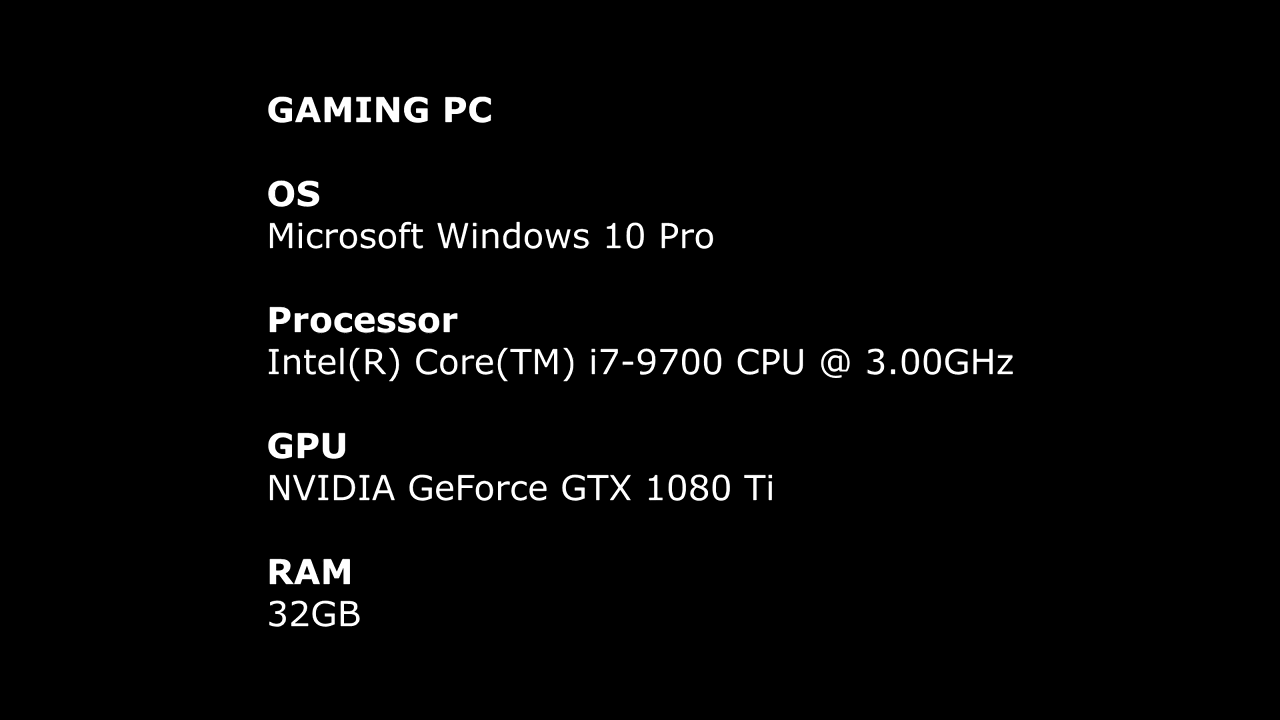 GAMING PC
OS
Microsoft Windows 10 Pro
Processor
Intel(R) Core(TM) i7-9700 CPU @ 3.00GHz
GPU
NVIDIA GeForce GTX 1080 Ti
RAM
32GB